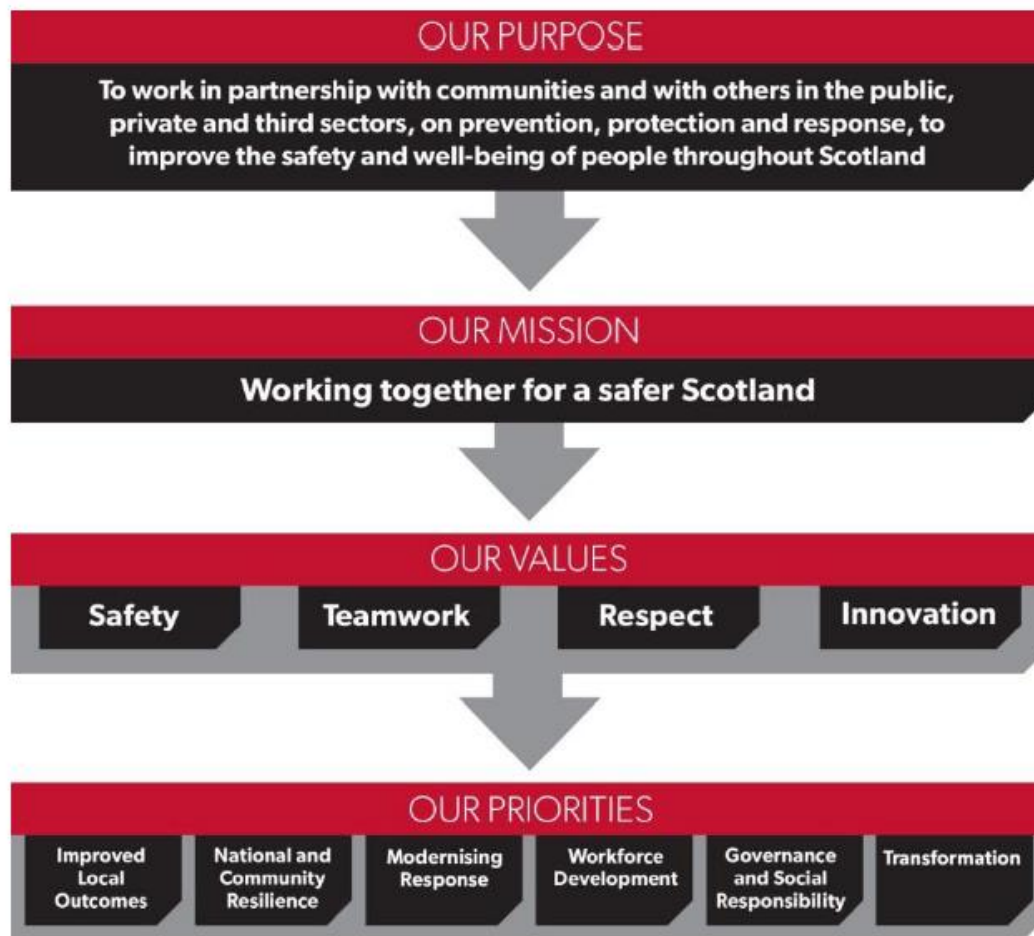 OUR PURPOSE
To work in partnership with communities and with others in the public,
private and third sectors, on prevention, protection and response, to
improve the safety and well-being of people throughout Scotland
OUR MISSION
Working together for a safer Scotland
OUR VALUES
Safety
Teamwork
Respect
Innovation
OUR PRIORITIES
Improved
Local
Outcomes
National and
Community
Resilience
Modernising
Response
Workforce
Development
Governance
and Social
Responsibility
Transformation